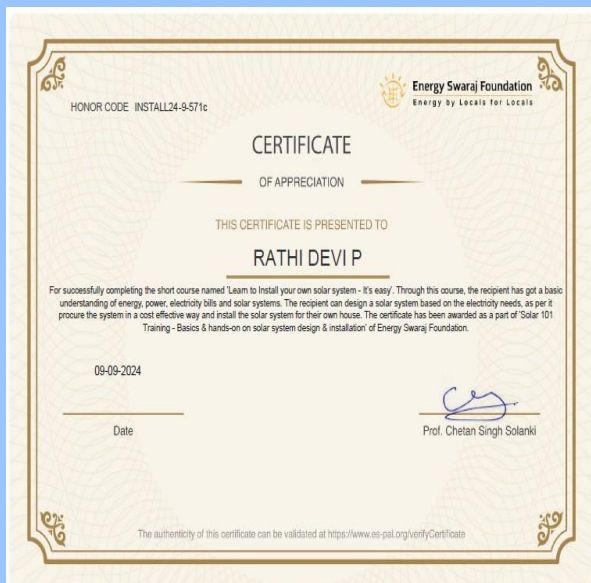 Energy Swaraj Foundation
Energy by Locals for Locals
HONOR CODE INSTALL24-9-571c
CERTIFICATE
OF APPRECIATION
THIS CERTIFICATE IS PRESENTED TO
RATHI DEVI P
For successfully completing the short course named 'Learn to Install your own solar system - It's easy'. Through this course, the recipient has got a basic
understanding of energy, power, electricity bills and solar systems. The recipient can design a solar system based on the electricity needs, as per it
procure the system in a cost effective way and install the solar system for their own house. The certificate has been awarded as a part of 'Solar 101
Training - Basics & hands-on on solar system design & installation' of Energy Swaraj Foundation.
09-09-2024
Date
Prof. Chetan Singh Solanki
The authenticity of this certificate can be validated at https://www.es-pal.org/verifyCertificate